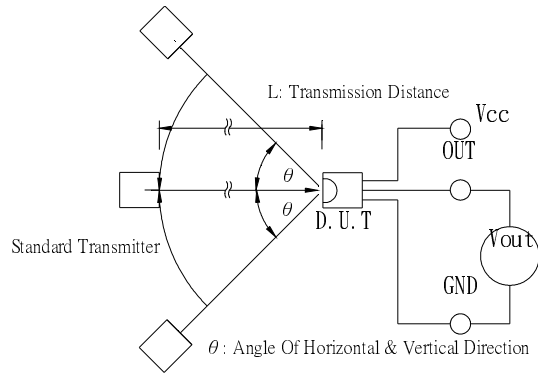 L: Transmission Distance
Vcc
OUT
θ
θ
D.U.T
Standard Transmitter
Vout
GND
θ : Angle Of Horizontal & Vertical Direction